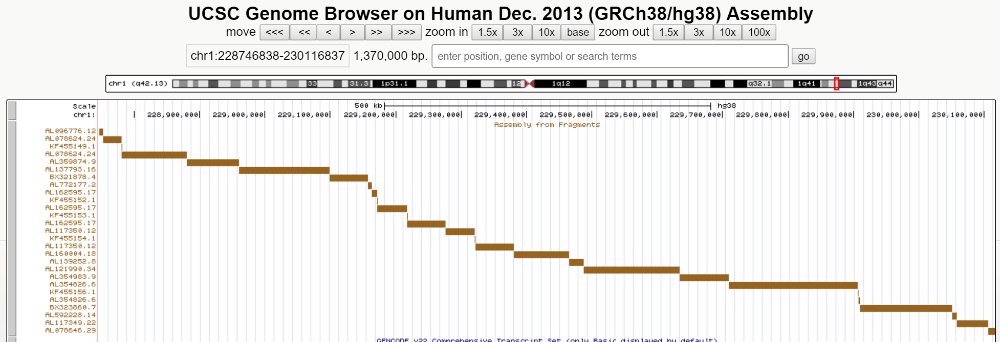 UCSC Genome Browser on Human Dec. 2013 (GRCh38/hg38) Assembly
move <<< << < > >> >>> zoom in 1.5x 3x 10x base zoom out 1.5x 3x 10x 100x
chr1:228746838-230116837 1,370,000 bp. enter position, gene symbol or search terms go
chr1 (q42.13) 33 31.3 1p31.1 12 1q12 q32.1 1q41 1q43 q44
Scale 500 kb hg38
chr1: 228,900,000 229,000,000 229,100,000 229,200,000 229,300,000 229,400,000 229,500,000 229,600,000 229,700,000 229,800,000 229,900,000 230,000,000 230,100,000
Assembly from Fragments
AL096776.12
AL078624.24
KF455149.1
AL078624.24
AL359874.9
AL137793.16
BX321878.4
AL772177.2
AL162595.17
KF455152.1
AL162595.17
KF455153.1
AL162595.17
AL117350.12
KF455154.1
AL117350.12
AL160004.18
AL139252.8
AL121990.34
AL354983.9
AL354826.6
KF455156.1
AL354826.6
BX323860.7
AL592228.14
AL117349.22
AL078646.29
GENCODE v22 Comprehensive Transcript Set (only Basic displayed by default)